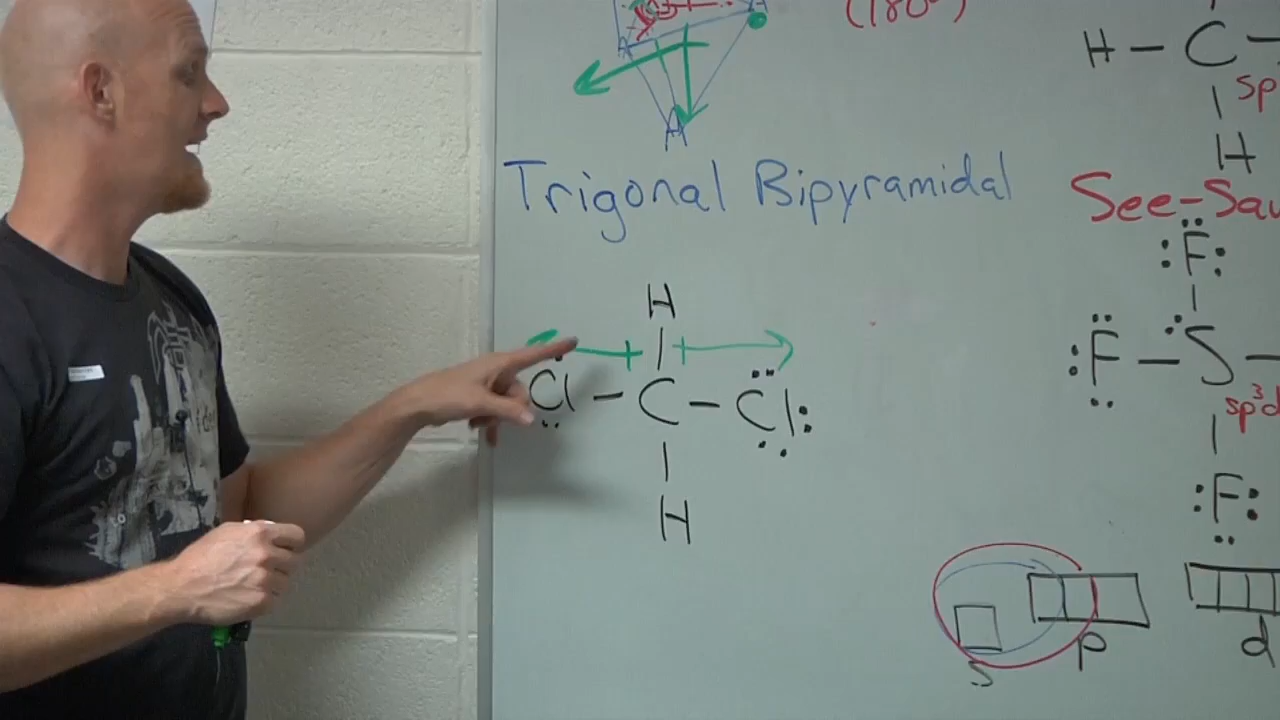 (180°)
A
A
A
H – C –
sp
H
Trigonal Bipyramidal
See-Saw
H
F
Cl – C – Cl
F – S –
sp³d
H
F
s
p
d